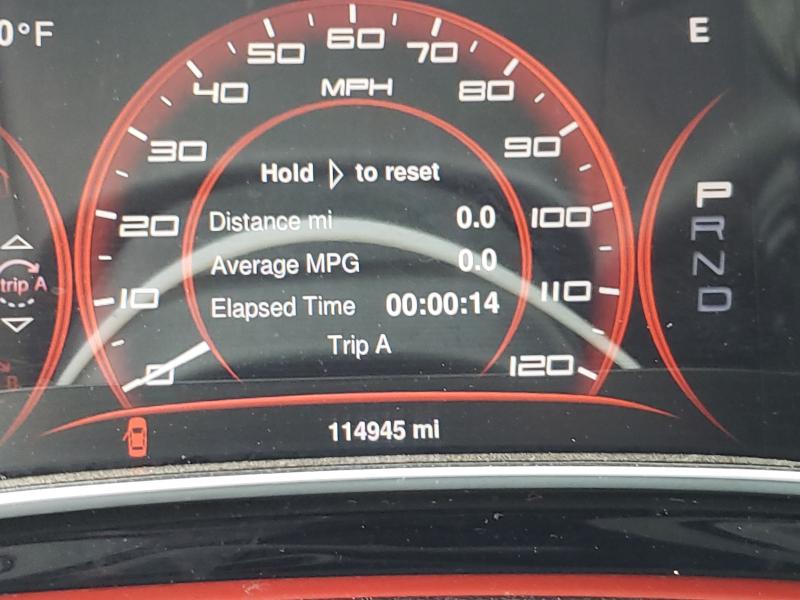 0°F
E
50 60 70
40 MPH 80
30 90
Hold ▷ to reset
20 Distance mi 0.0 100
Average MPG 0.0
trip A
10 Elapsed Time 00:00:14 110
Trip A
0 120
114945 mi
P
R
N
D
B